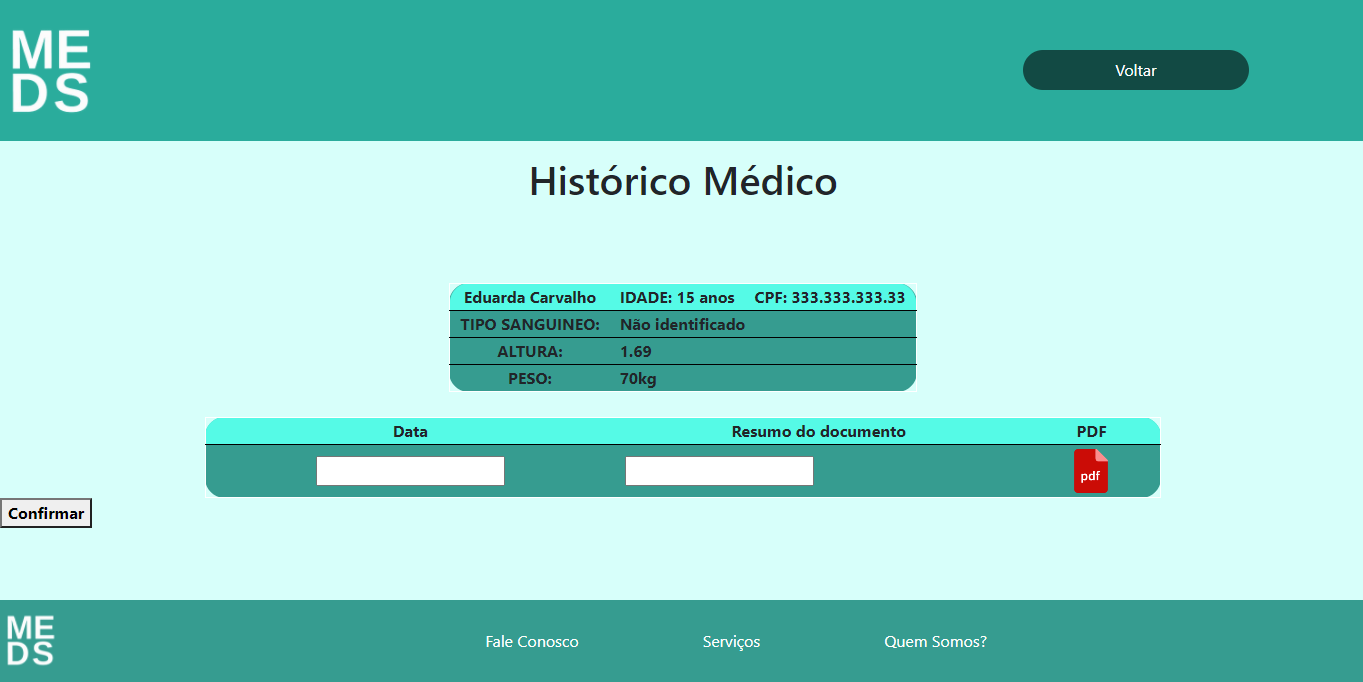 ME
DS
Voltar
Histórico Médico
Eduarda Carvalho IDADE: 15 anos CPF: 333.333.333.33
TIPO SANGUINEO: Não identificado
ALTURA: 1.69
PESO: 70kg
Data Resumo do documento PDF
pdf
Confirmar
ME
DS
Fale Conosco Serviços Quem Somos?